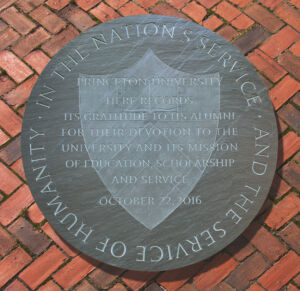 IN THE NATION'S SERVICE · AND THE SERVICE OF HUMANITY ·
PRINCETON UNIVERSITY
HERE RECORDS
ITS GRATITUDE TO ITS ALUMNI
FOR THEIR DEVOTION TO THE
UNIVERSITY AND ITS MISSION
OF EDUCATION, SCHOLARSHIP
AND SERVICE
OCTOBER 22, 2016